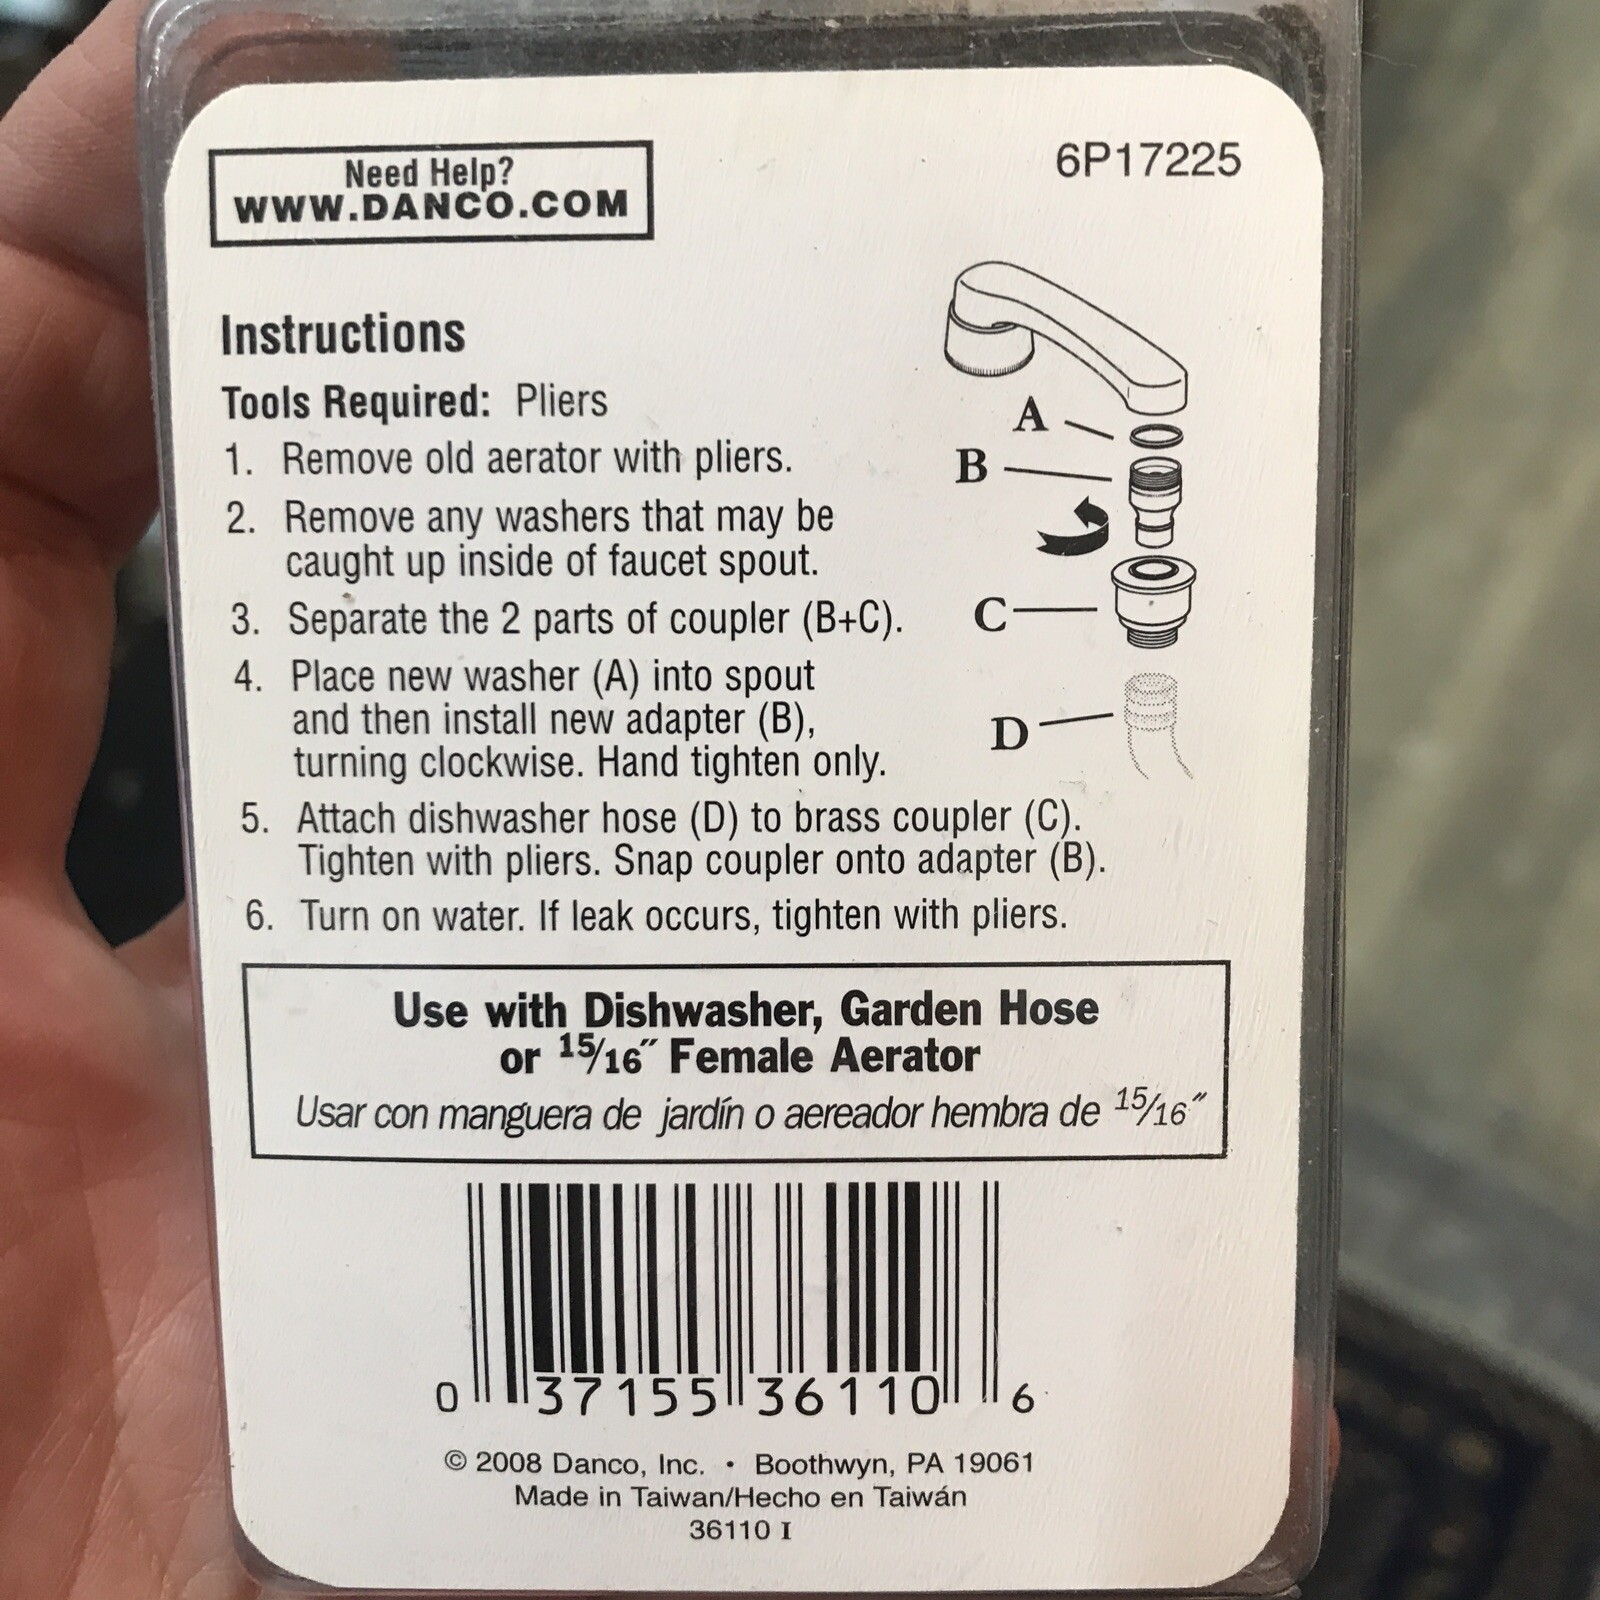 Need Help?
WWW.DANCO.COM
6P17225
Instructions
Tools Required: Pliers
1. Remove old aerator with pliers.
2. Remove any washers that may be
caught up inside of faucet spout.
3. Separate the 2 parts of coupler (B+C).
4. Place new washer (A) into spout
and then install new adapter (B),
turning clockwise. Hand tighten only.
5. Attach dishwasher hose (D) to brass coupler (C).
Tighten with pliers. Snap coupler onto adapter (B).
6. Turn on water. If leak occurs, tighten with pliers.
A
B
C
D
Use with Dishwasher, Garden Hose
or 15/16″ Female Aerator
Usar con manguera de jardín o aereador hembra de 15/16″
0 37155 36110 6
© 2008 Danco, Inc. • Boothwyn, PA 19061
Made in Taiwan/Hecho en Taiwán
36110 I